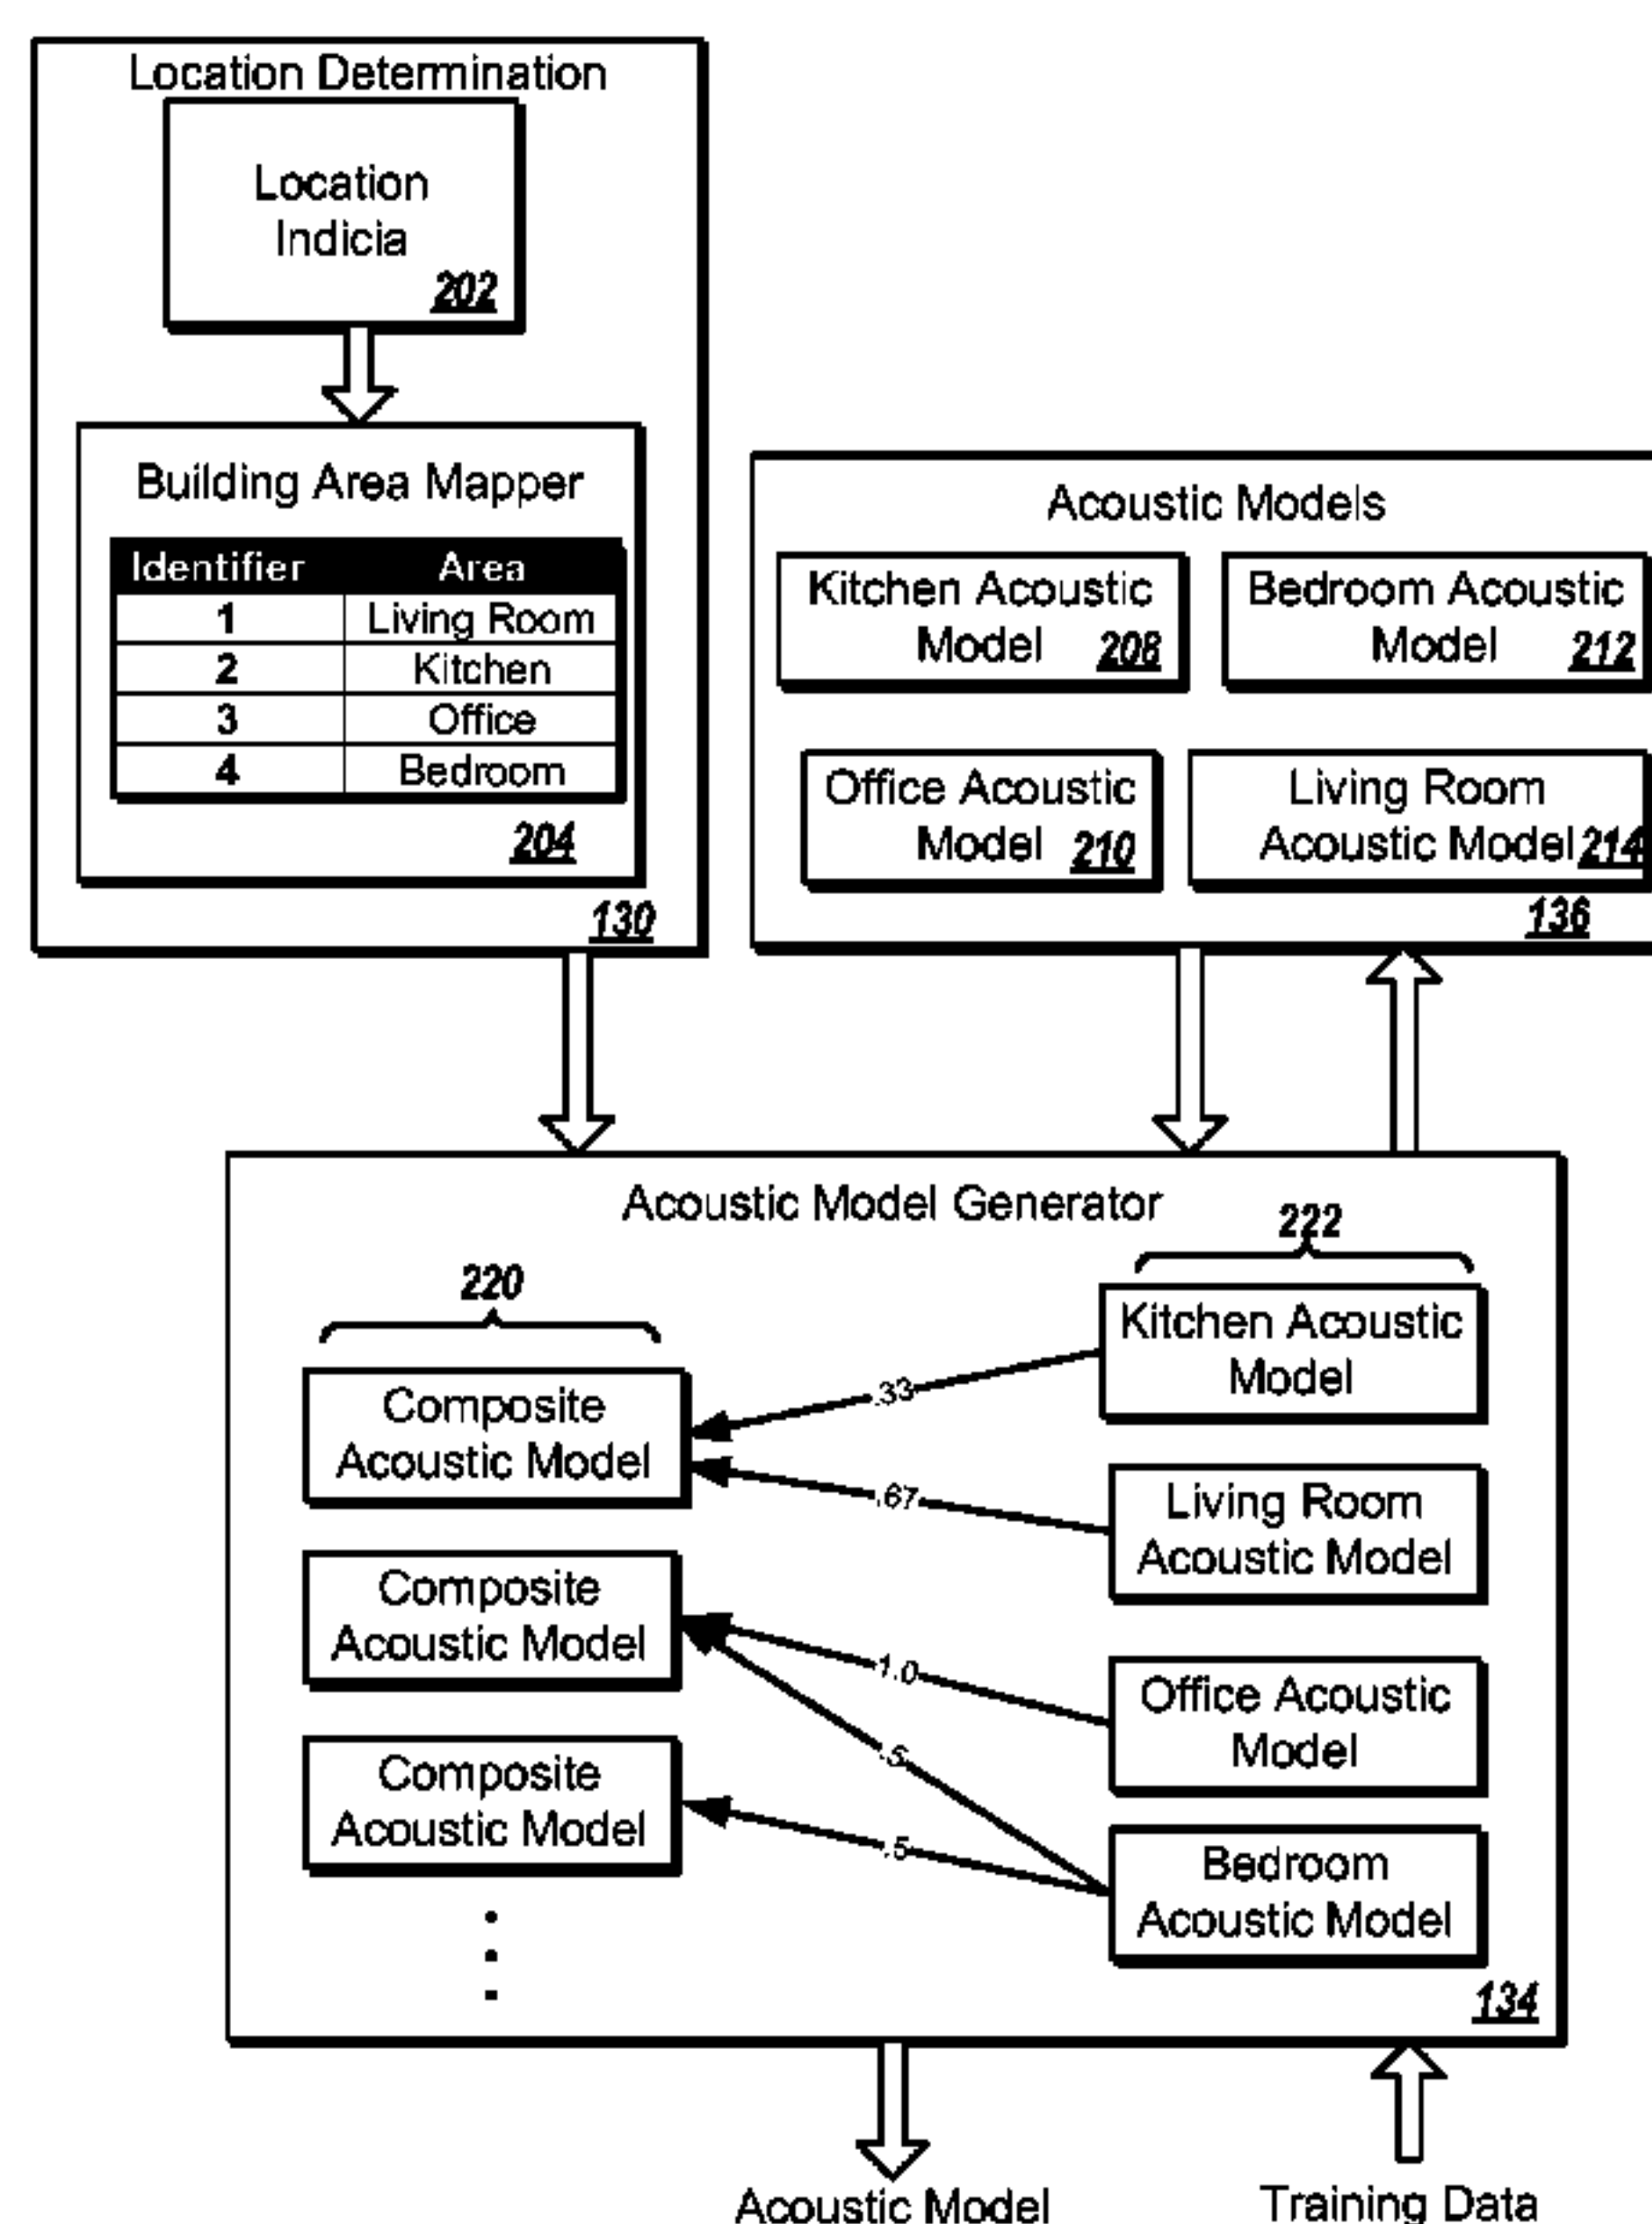 Location Determination
Location
Indicia
202
Building Area Mapper
Identifier Area
1 Living Room
2 Kitchen
3 Office
4 Bedroom
204
130
Acoustic Models
Kitchen Acoustic
Model 208
Bedroom Acoustic
Model 212
Office Acoustic
Model 210
Living Room
Acoustic Model 214
136
Acoustic Model Generator
220
222
Composite
Acoustic Model
Composite
Acoustic Model
Composite
Acoustic Model
.33
.67
1.0
.5
.5
Kitchen Acoustic
Model
Living Room
Acoustic Model
Office Acoustic
Model
Bedroom
Acoustic Model
134
Acoustic Model
Training Data